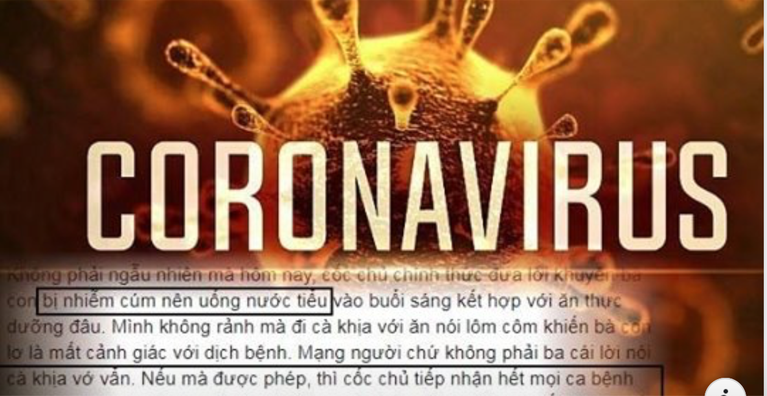 CORONAVIRUS
Không phải ngẫu nhiên mà hôm nay, cốc chủ chính thức đưa lời khuyên bà
con bị nhiễm cúm nên uống nước tiểu vào buổi sáng kết hợp với ăn thực
dưỡng đâu. Mình không rảnh mà đi cà khịa với ăn nói lôm côm khiến bà con
lơ là mất cảnh giác với dịch bệnh. Mạng người chứ không phải ba cái lời nói
cà khịa vớ vẩn. Nếu mà được phép, thì cốc chủ tiếp nhận hết mọi ca bệnh